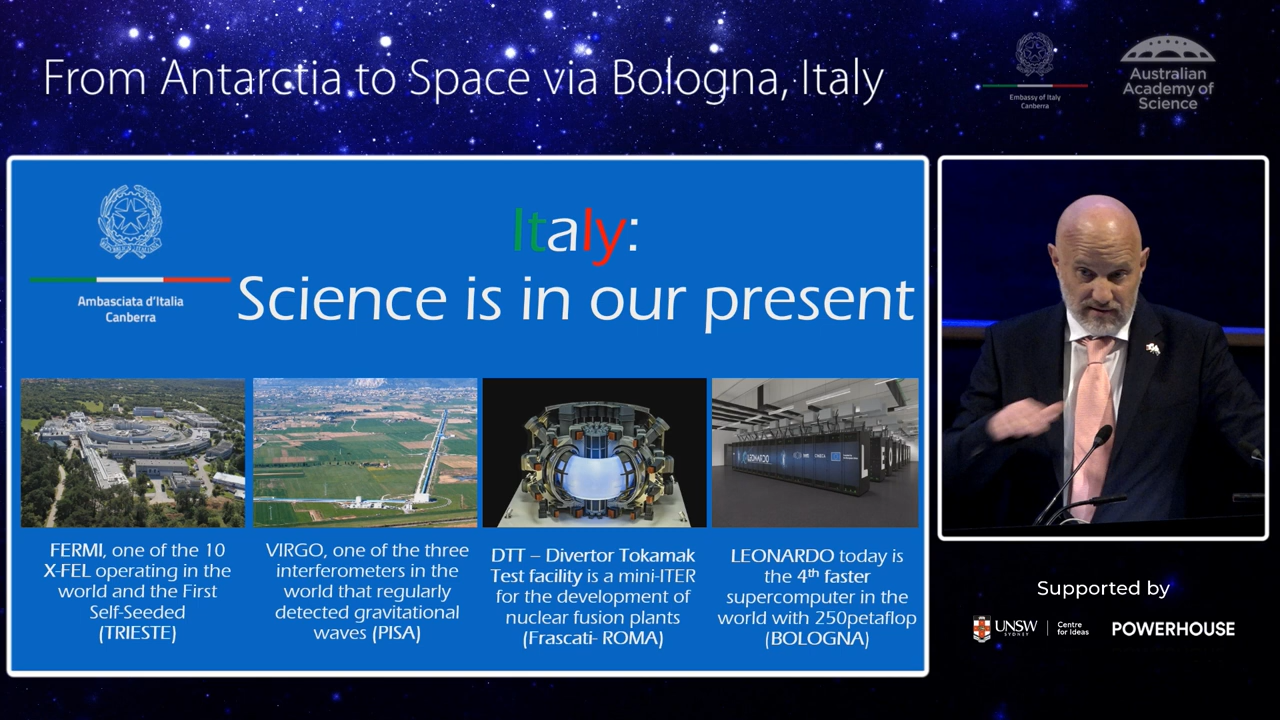 From Antarctia to Space via Bologna, Italy
Embassy of Italy
Canberra
Australian
Academy of
Science
Ambasciata d'Italia
Canberra
Italy:
Science is in our present
LEONARDO
FERMI, one of the 10
X-FEL operating in the
world and the First
Self-Seeded
(TRIESTE)
VIRGO, one of the three
interferometers in the
world that regularly
detected gravitational
waves (PISA)
DTT – Divertor Tokamak
Test facility is a mini-ITER
for the development of
nuclear fusion plants
(Frascati- ROMA)
LEONARDO today is
the 4th faster
supercomputer in the
world with 250petaflop
(BOLOGNA)
Supported by
UNSW
SYDNEY
Centre
for Ideas
POWERHOUSE